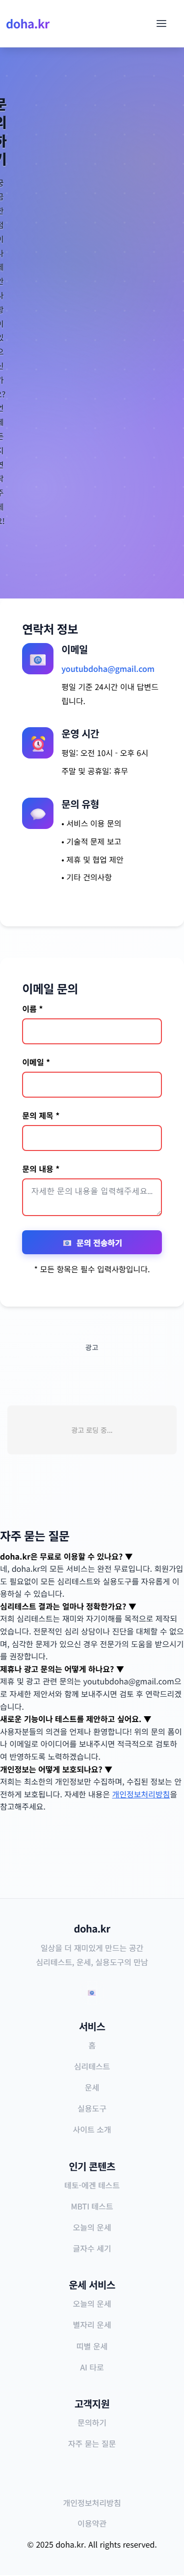 doha.kr
문
의
하
기
연락처 정보
이메일
youtubdoha@gmail.com
평일 기준 24시간 이내 답변드
립니다.
운영 시간
평일: 오전 10시 - 오후 6시
주말 및 공휴일: 휴무
문의 유형
• 서비스 이용 문의
• 기술적 문제 보고
• 제휴 및 협업 제안
• 기타 건의사항
이메일 문의
이름 *
이메일 *
문의 제목 *
문의 내용 *
자세한 문의 내용을 입력해주세요...
문의 전송하기
* 모든 항목은 필수 입력사항입니다.
광고
광고 로딩 중...
자주 묻는 질문
doha.kr은 무료로 이용할 수 있나요? ▼
네, doha.kr의 모든 서비스는 완전 무료입니다. 회원가입
도 필요없이 모든 심리테스트와 실용도구를 자유롭게 이
용하실 수 있습니다.
심리테스트 결과는 얼마나 정확한가요? ▼
저희 심리테스트는 재미와 자기이해를 목적으로 제작되
었습니다. 전문적인 심리 상담이나 진단을 대체할 수 없으
며, 심각한 문제가 있으신 경우 전문가의 도움을 받으시기
를 권장합니다.
제휴나 광고 문의는 어떻게 하나요? ▼
제휴 및 광고 관련 문의는 youtubdoha@gmail.com으
로 자세한 제안서와 함께 보내주시면 검토 후 연락드리겠
습니다.
새로운 기능이나 테스트를 제안하고 싶어요. ▼
사용자분들의 의견을 언제나 환영합니다! 위의 문의 폼이
나 이메일로 아이디어를 보내주시면 적극적으로 검토하
여 반영하도록 노력하겠습니다.
개인정보는 어떻게 보호되나요? ▼
저희는 최소한의 개인정보만 수집하며, 수집된 정보는 안
전하게 보호됩니다. 자세한 내용은 개인정보처리방침을
참고해주세요.
doha.kr
일상을 더 재미있게 만드는 공간
심리테스트, 운세, 실용도구의 만남
서비스
홈
심리테스트
운세
실용도구
사이트 소개
인기 콘텐츠
테토-에겐 테스트
MBTI 테스트
오늘의 운세
글자수 세기
운세 서비스
오늘의 운세
별자리 운세
띠별 운세
AI 타로
고객지원
문의하기
자주 묻는 질문
개인정보처리방침
이용약관
© 2025 doha.kr. All rights reserved.